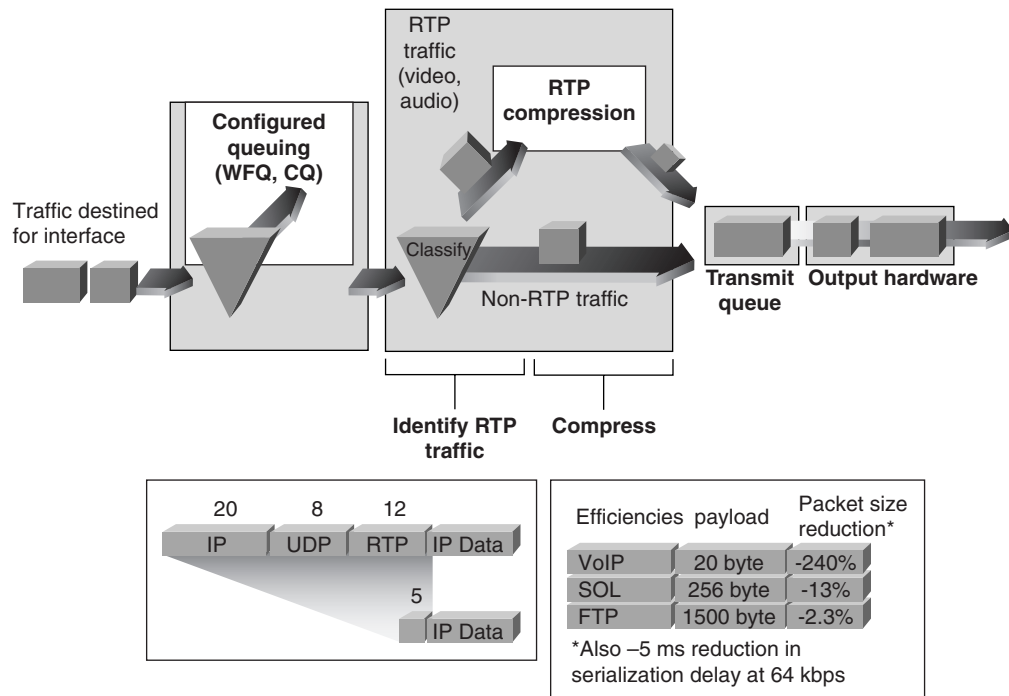 RTP
traffic
(video,
audio)
RTP
compression
Configured
queuing
(WFQ, CQ)
Traffic destined
for interface
Classify
Non-RTP traffic
Transmit
queue
Output hardware
Identify RTP
traffic
Compress
20 8 12
IP UDP RTP IP Data
5
IP Data
Efficiencies payload
Packet size
reduction*
VoIP 20 byte -240%
SOL 256 byte -13%
FTP 1500 byte -2.3%
*Also –5 ms reduction in
serialization delay at 64 kbps